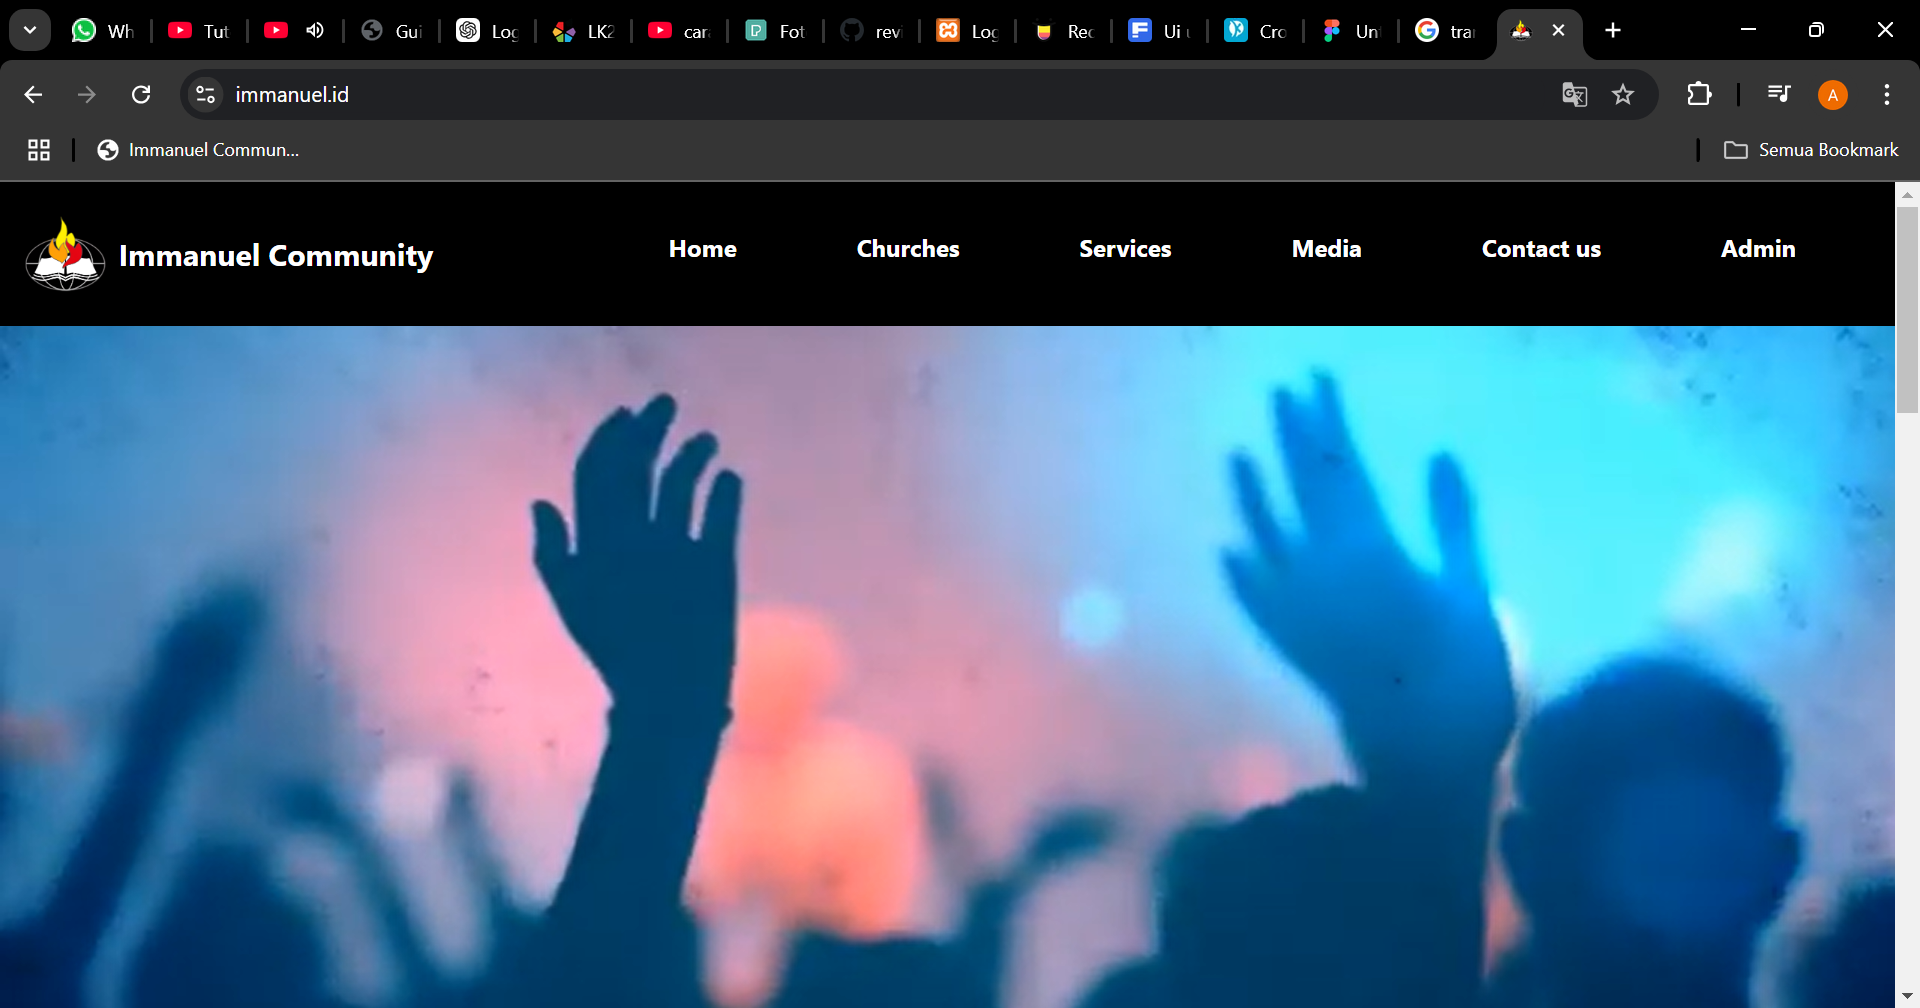 Wh
Tut
Gui
Log
LK2
car
Fot
revi
Log
Rec
Ui u
Cro
Unt
tra
immanuel.id
A
Immanuel Commun...
Semua Bookmark
Immanuel Community
Home
Churches
Services
Media
Contact us
Admin